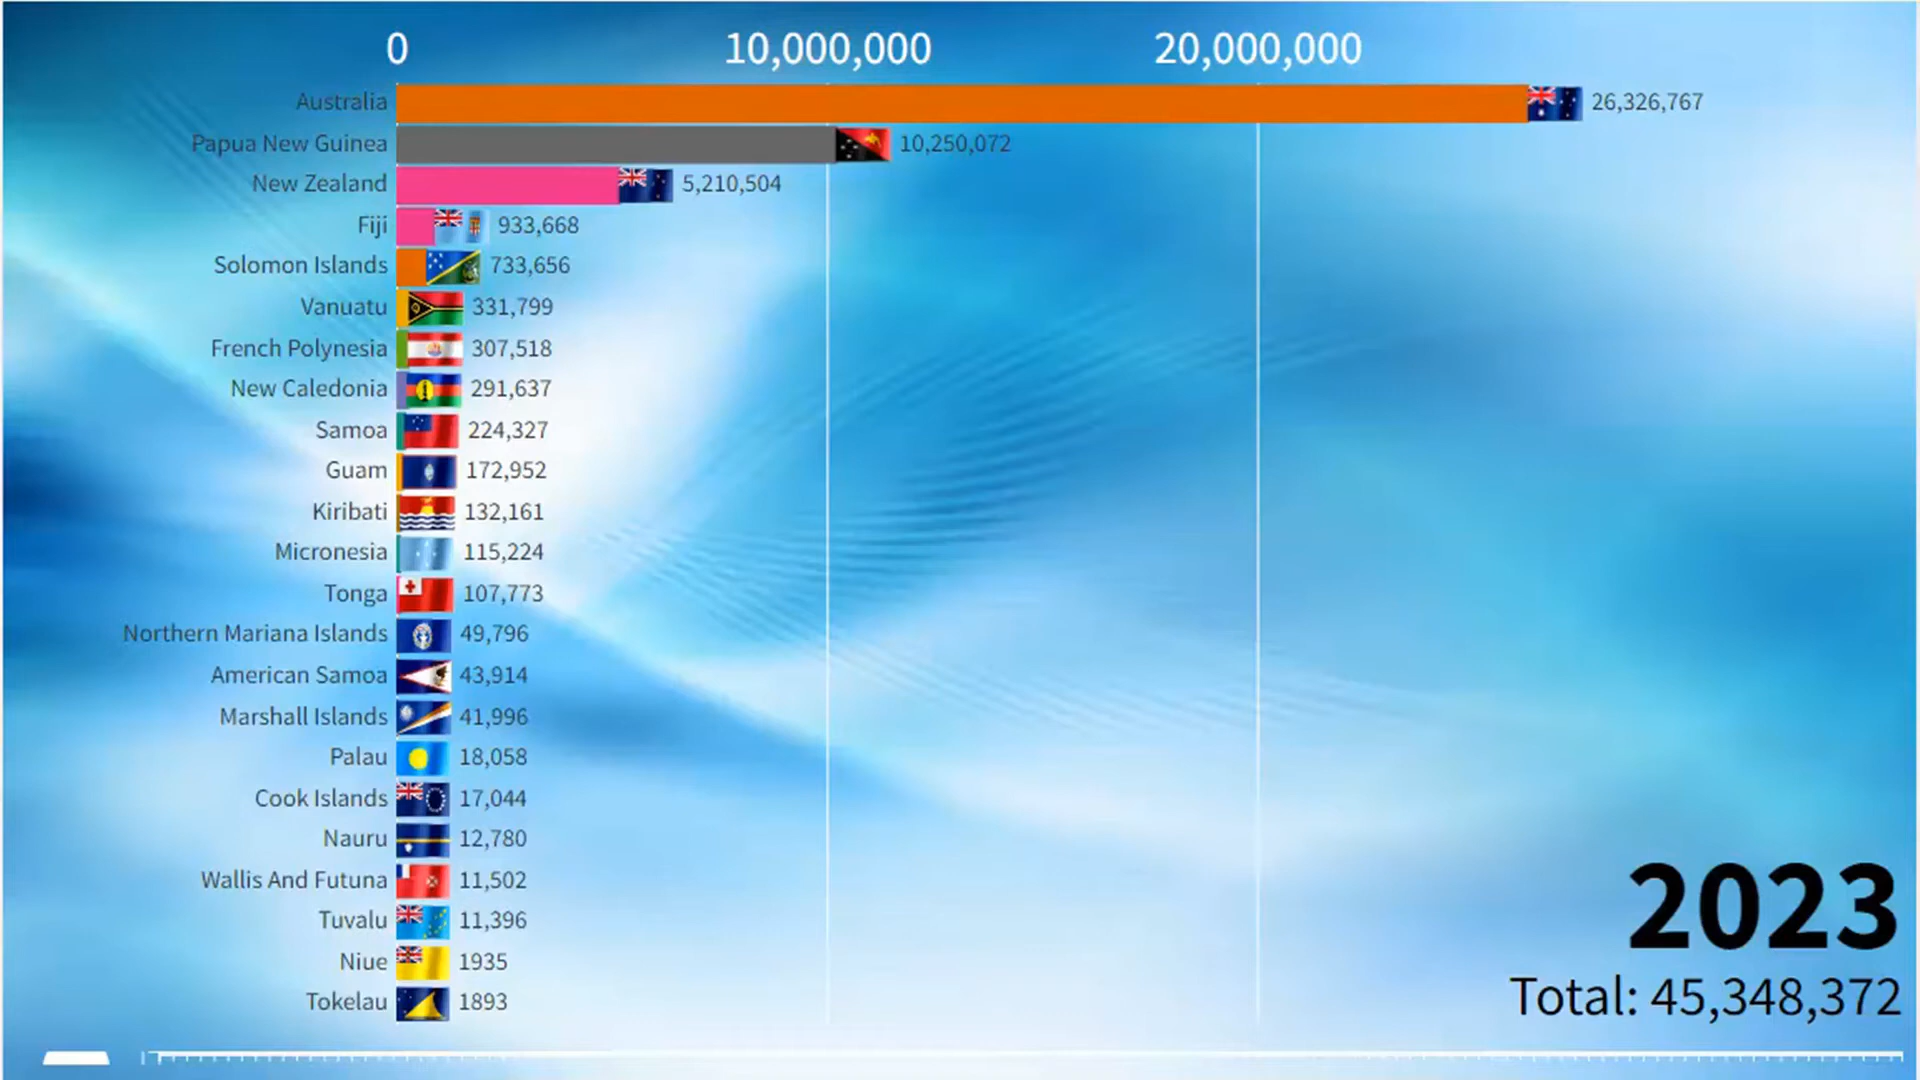 0 10,000,000 20,000,000
Australia 26,326,767
Papua New Guinea 10,250,072
New Zealand 5,210,504
Fiji 933,668
Solomon Islands 733,656
Vanuatu 331,799
French Polynesia 307,518
New Caledonia 291,637
Samoa 224,327
Guam 172,952
Kiribati 132,161
Micronesia 115,224
Tonga 107,773
Northern Mariana Islands 49,796
American Samoa 43,914
Marshall Islands 41,996
Palau 18,058
Cook Islands 17,044
Nauru 12,780
Wallis And Futuna 11,502
Tuvalu 11,396
Niue 1935
Tokelau 1893
2023
Total: 45,348,372